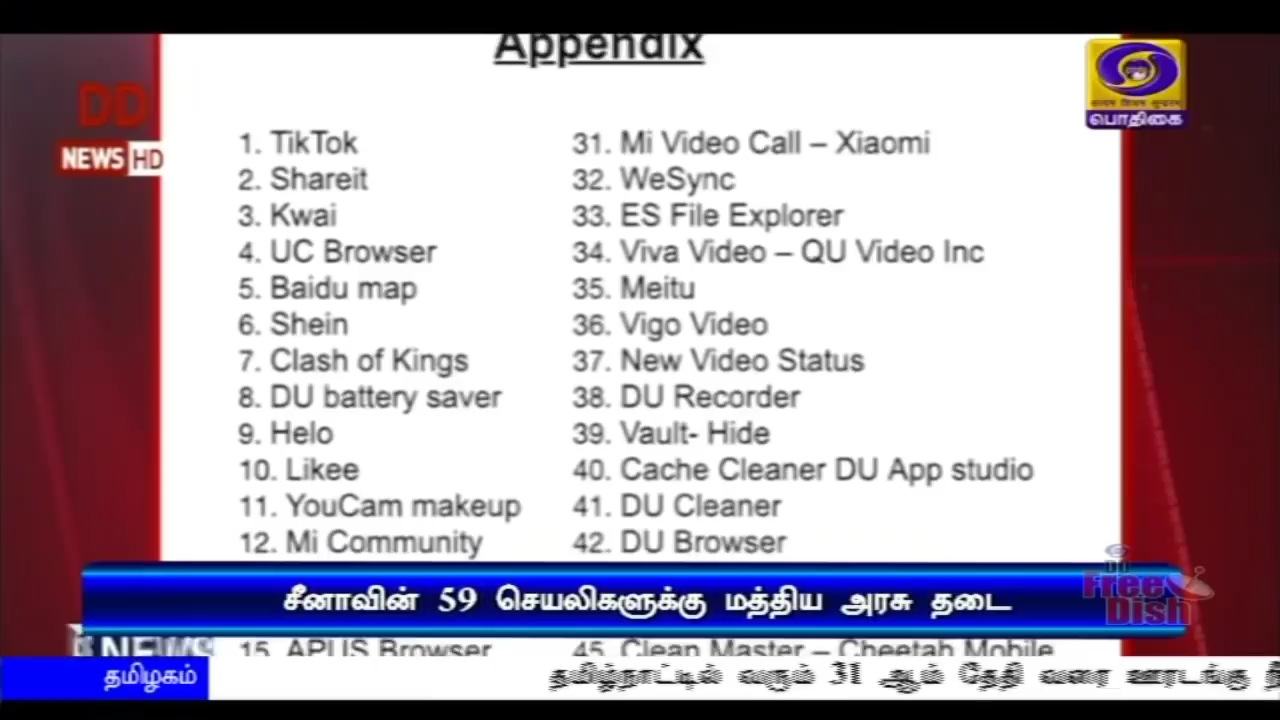 Appendix
DD
NEWS HD
பொதிகை
1. TikTok
2. Shareit
3. Kwai
4. UC Browser
5. Baidu map
6. Shein
7. Clash of Kings
8. DU battery saver
9. Helo
10. Likee
11. YouCam makeup
12. Mi Community
31. Mi Video Call – Xiaomi
32. WeSync
33. ES File Explorer
34. Viva Video – QU Video Inc
35. Meitu
36. Vigo Video
37. New Video Status
38. DU Recorder
39. Vault- Hide
40. Cache Cleaner DU App studio
41. DU Cleaner
42. DU Browser
சீனாவின் 59 செயலிகளுக்கு மத்திய அரசு தடை
DD
Free Dish
NEWS
15. APUS Browser
45. Clean Master – Cheetah Mobile
தமிழகம்
தமிழ்நாட்டில் வரும் 31 ஆம் தேதி வரை ஊரடங்கு